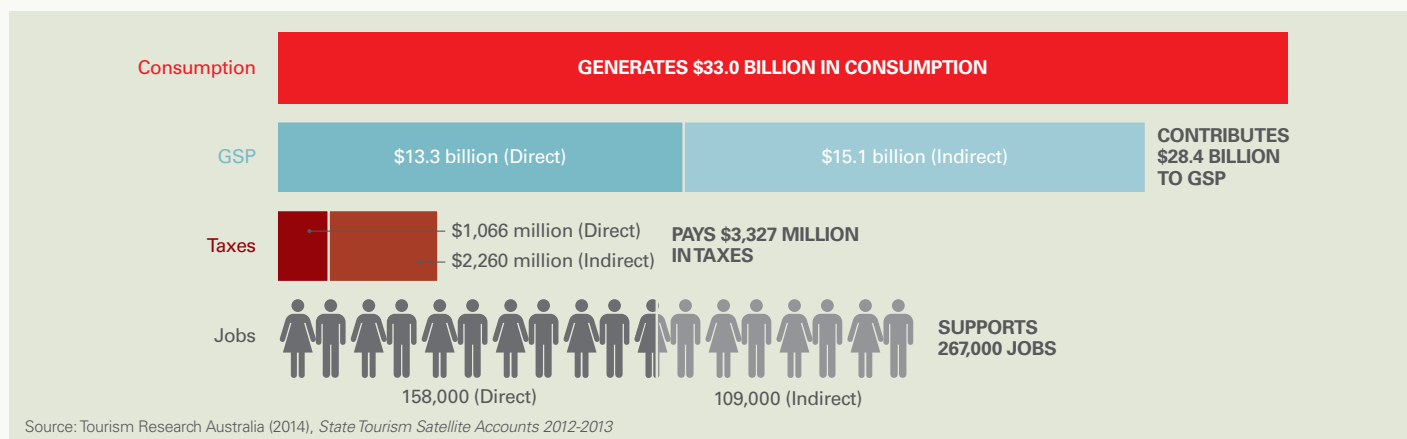 Consumption
GENERATES $33.0 BILLION IN CONSUMPTION
GSP
$13.3 billion (Direct)
$15.1 billion (Indirect)
CONTRIBUTES
$28.4 BILLION
TO GSP
Taxes
$1,066 million (Direct)
$2,260 million (Indirect)
PAYS $3,327 MILLION
IN TAXES
Jobs
158,000 (Direct)
109,000 (Indirect)
SUPPORTS
267,000 JOBS
Source: Tourism Research Australia (2014), State Tourism Satellite Accounts 2012-2013